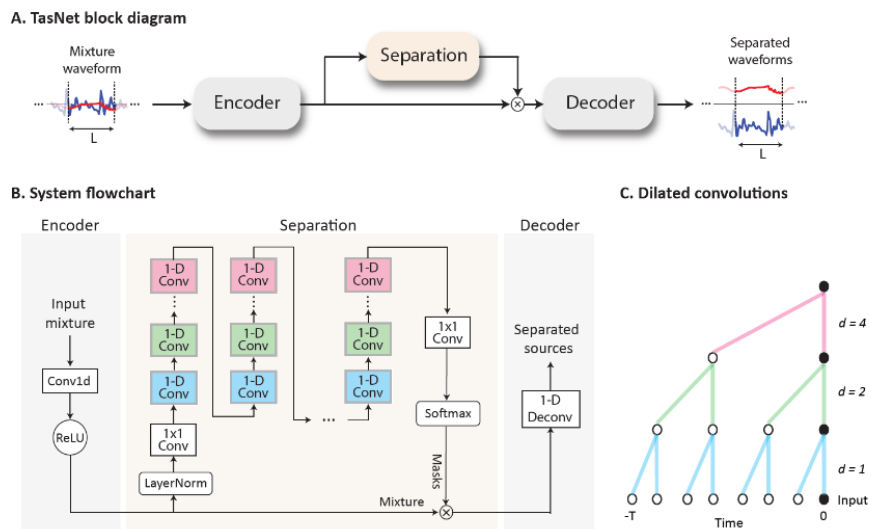 A. TasNet block diagram
Mixture
waveform
...
...
L
Encoder
Separation
×
Decoder
Separated
waveforms
...
...
L
B. System flowchart
Encoder
Separation
Decoder
Input
mixture
Conv1d
ReLU
LayerNorm
1x1
Conv
1-D
Conv
1-D
Conv
1-D
Conv
1-D
Conv
1-D
Conv
1-D
Conv
...
1-D
Conv
1-D
Conv
1-D
Conv
1x1
Conv
Softmax
Masks
Mixture
×
Separated
sources
1-D
Deconv
C. Dilated convolutions
d = 4
d = 2
d = 1
Input
-T
Time
0